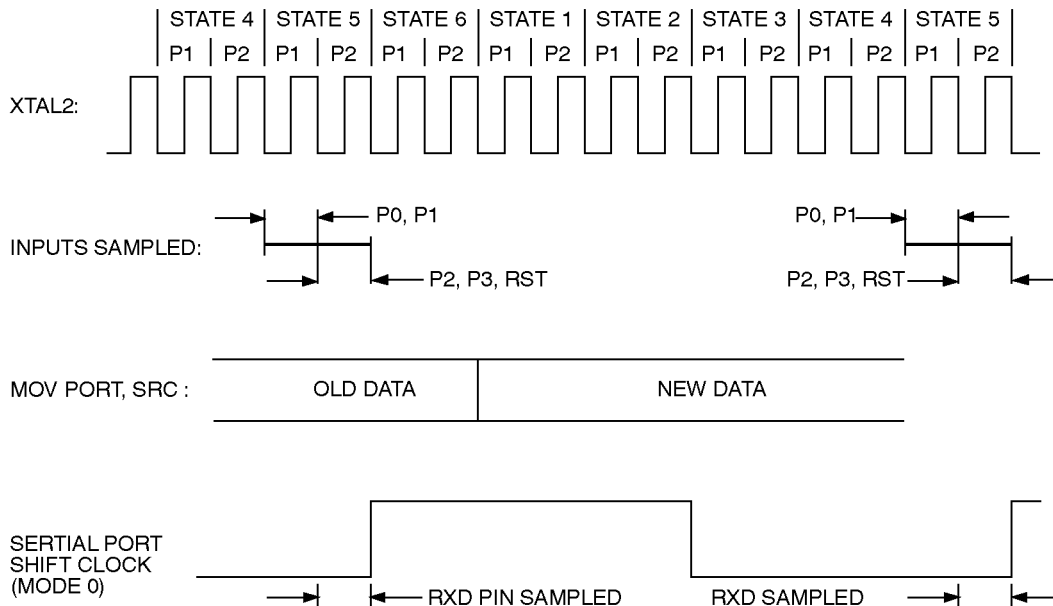 STATE 4 STATE 5 STATE 6 STATE 1 STATE 2 STATE 3 STATE 4 STATE 5
P1 P2 P1 P2 P1 P2 P1 P2 P1 P2 P1 P2 P1 P2 P1 P2
XTAL2:
P0, P1 P0, P1
INPUTS SAMPLED:
P2, P3, RST P2, P3, RST
MOV PORT, SRC : OLD DATA NEW DATA
SERTIAL PORT
SHIFT CLOCK
(MODE 0) RXD PIN SAMPLED RXD SAMPLED